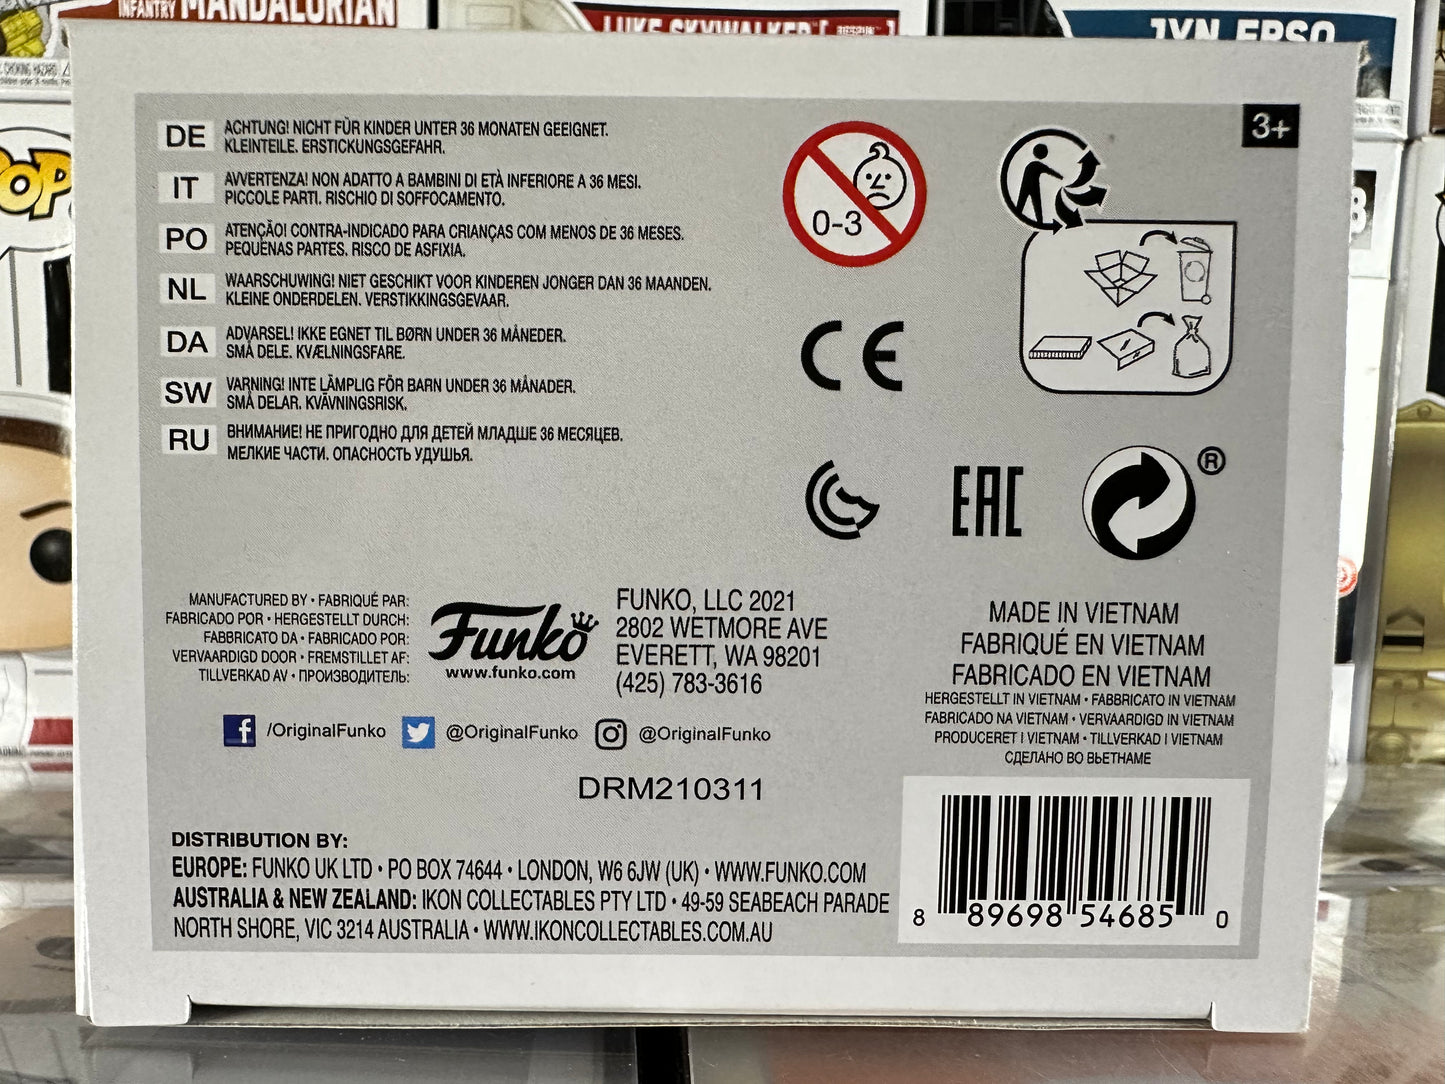 INFANTRY MANDALORIAN
LUKE SKYWALKER
JYN ERSO
POP
3+
DE ACHTUNG! NICHT FÜR KINDER UNTER 36 MONATEN GEEIGNET.
KLEINTEILE. ERSTICKUNGSGEFAHR.
IT AVVERTENZA! NON ADATTO A BAMBINI DI ETÀ INFERIORE A 36 MESI.
PICCOLE PARTI. RISCHIO DI SOFFOCAMENTO.
PO ATENÇÃO! CONTRA-INDICADO PARA CRIANÇAS COM MENOS DE 36 MESES.
PEQUENAS PARTES. RISCO DE ASFIXIA.
NL WAARSCHUWING! NIET GESCHIKT VOOR KINDEREN JONGER DAN 36 MAANDEN.
KLEINE ONDERDELEN. VERSTIKKINGSGEVAAR.
DA ADVARSEL! IKKE EGNET TIL BØRN UNDER 36 MÅNEDER.
SMÅ DELE. KVÆLNINGSFARE.
SW VARNING! INTE LÄMPLIG FÖR BARN UNDER 36 MÅNADER.
SMÅ DELAR. KVÄVNINGSRISK.
RU ВНИМАНИЕ! НЕ ПРИГОДНО ДЛЯ ДЕТЕЙ МЛАДШЕ 36 МЕСЯЦЕВ.
МЕЛКИЕ ЧАСТИ. ОПАСНОСТЬ УДУШЬЯ.
0-3
CE
EAC
®
MANUFACTURED BY • FABRIQUÉ PAR:
FABRICADO POR • HERGESTELLT DURCH:
FABBRICATO DA • FABRICADO POR:
VERVAARDIGD DOOR • FREMSTILLET AF:
TILLVERKAD AV • ПРОИЗВОДИТЕЛЬ:
Funko
www.funko.com
FUNKO, LLC 2021
2802 WETMORE AVE
EVERETT, WA 98201
(425) 783-3616
f /OriginalFunko @OriginalFunko @OriginalFunko
DRM210311
MADE IN VIETNAM
FABRIQUÉ EN VIETNAM
FABRICADO EN VIETNAM
HERGESTELLT IN VIETNAM • FABBRICATO IN VIETNAM
FABRICADO NA VIETNAM • VERVAARDIGD IN VIETNAM
PRODUCERET I VIETNAM • TILLVERKAD I VIETNAM
СДЕЛАНО ВО ВЬЕТНАМЕ
DISTRIBUTION BY:
EUROPE: FUNKO UK LTD • PO BOX 74644 • LONDON, W6 6JW (UK) • WWW.FUNKO.COM
AUSTRALIA & NEW ZEALAND: IKON COLLECTABLES PTY LTD • 49-59 SEABEACH PARADE
NORTH SHORE, VIC 3214 AUSTRALIA • WWW.IKONCOLLECTABLES.COM.AU
8 89698 54685 0